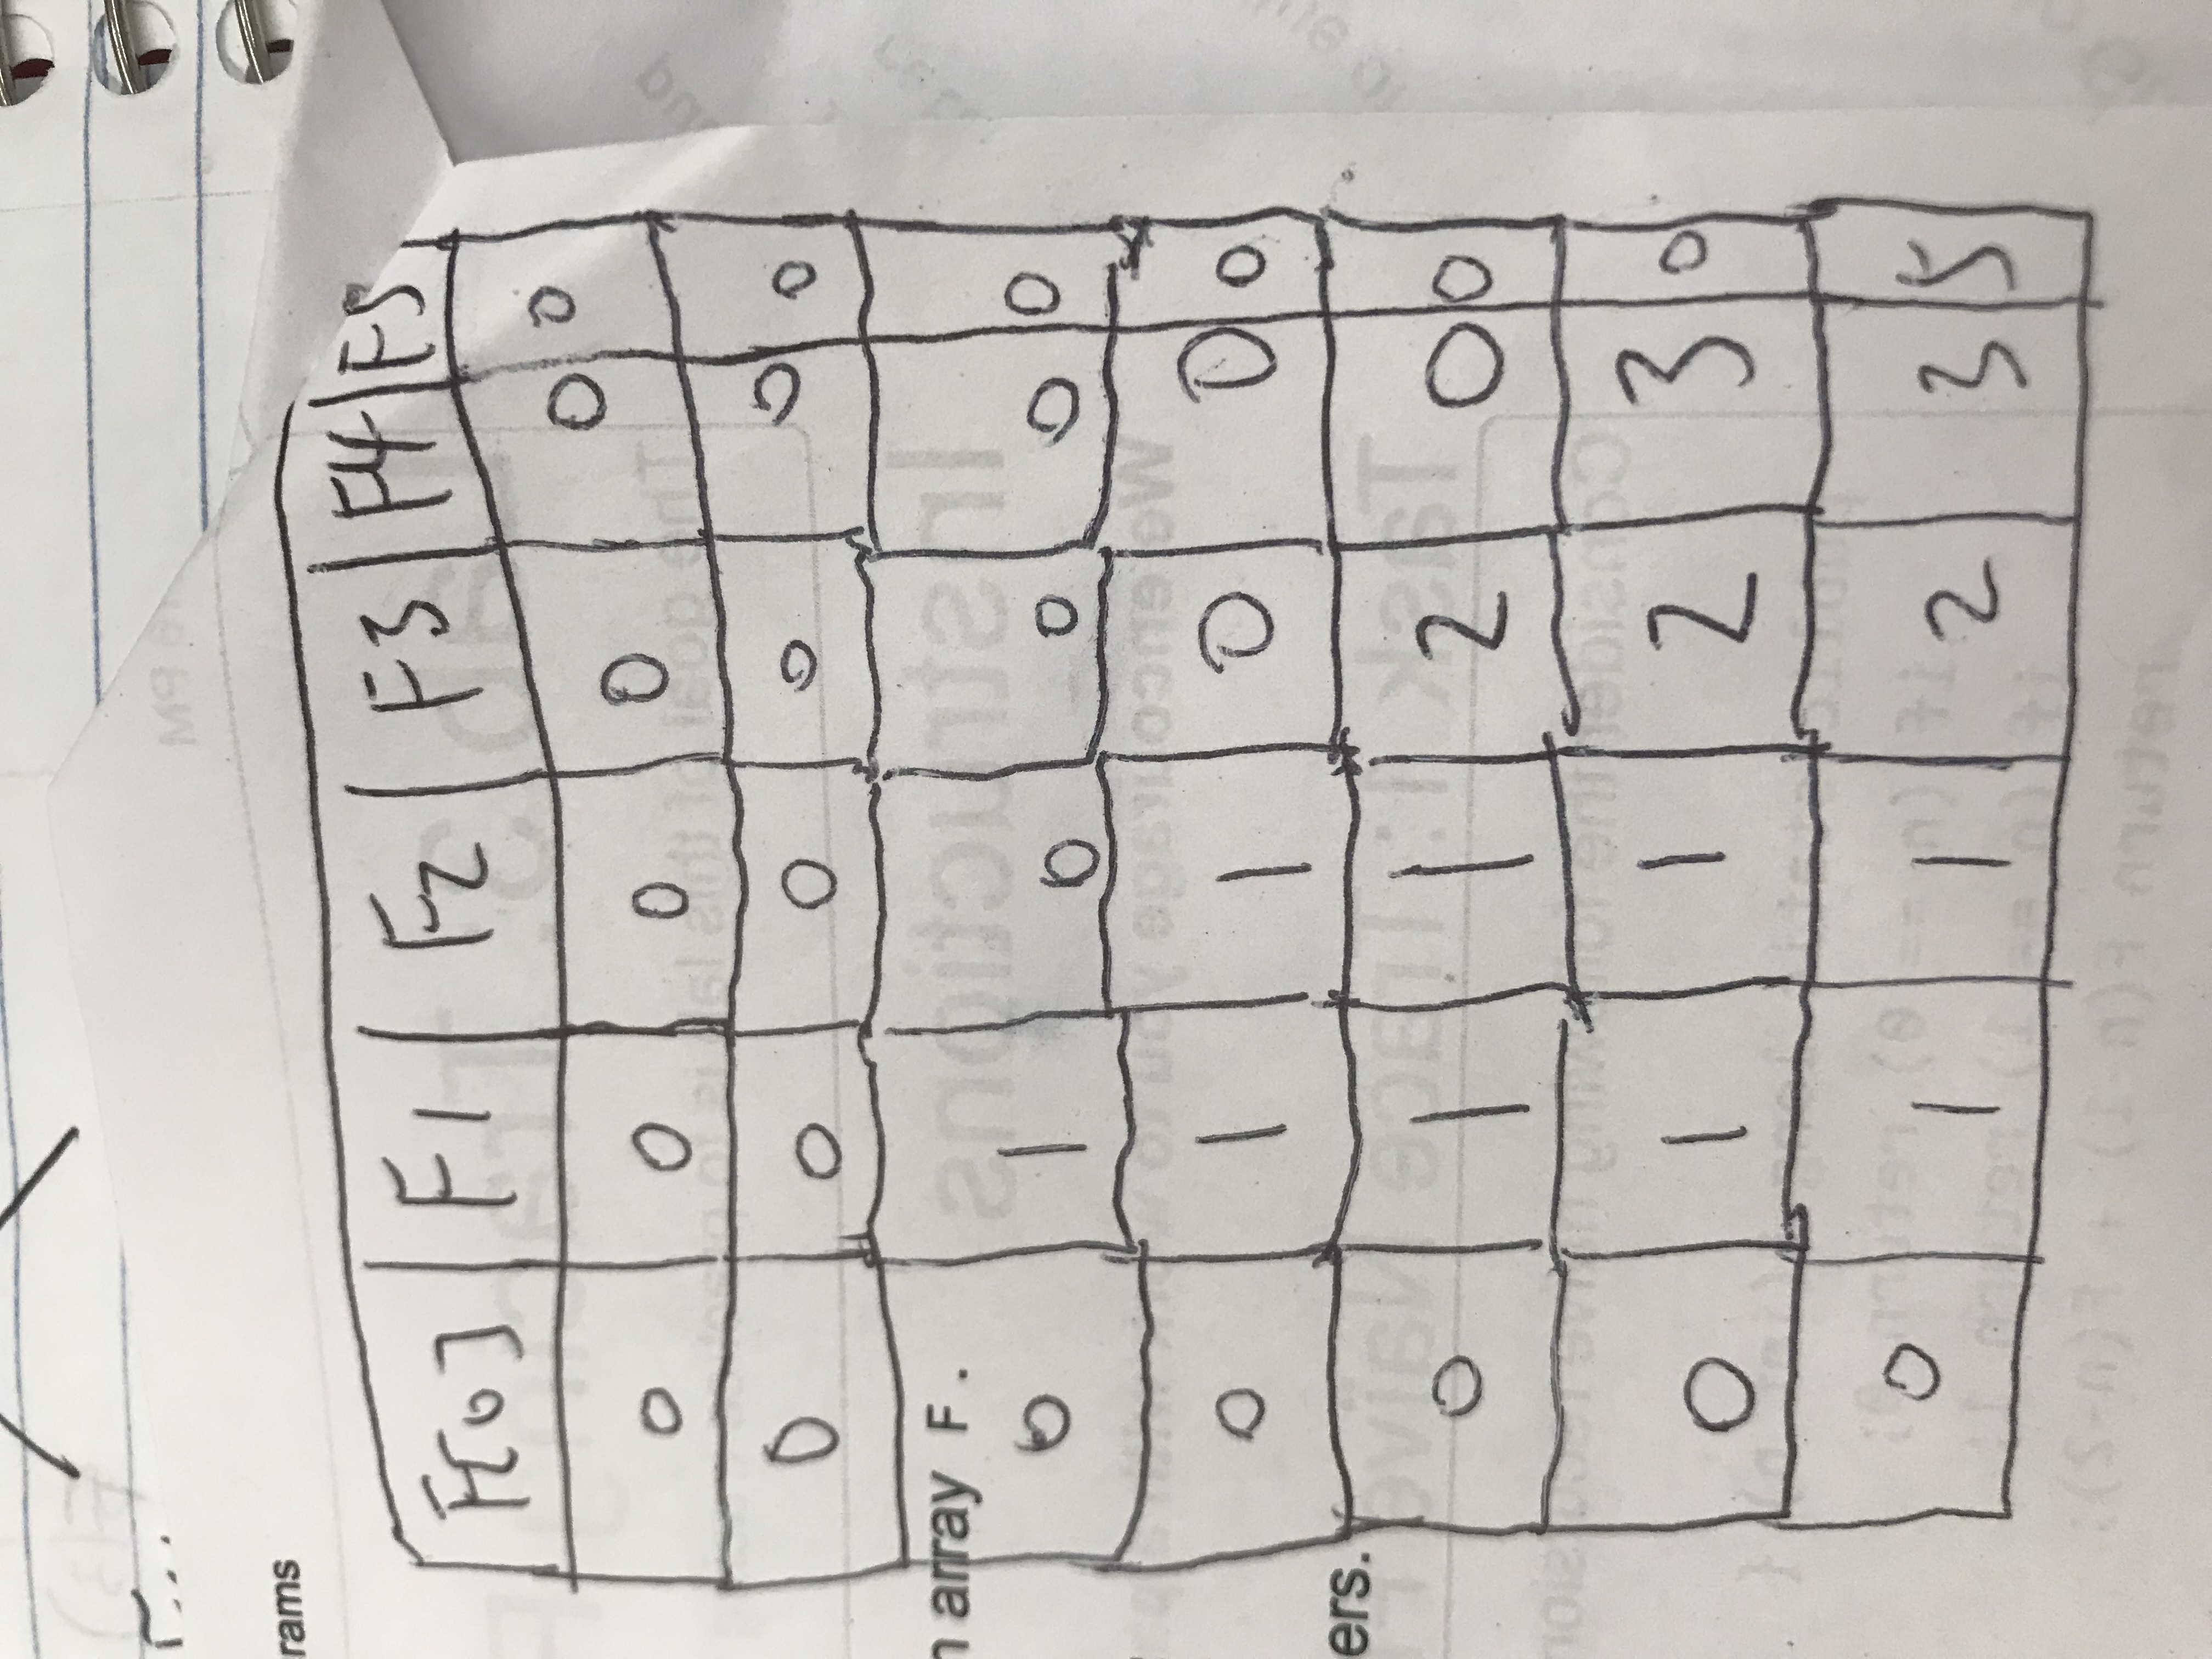 r...
rams
F[0] F1 F2 F3 F4 F5
0 0 0 0 0 0
0 0 0 0 0 0
array F.
0 1 0 0 0 0
0 1 1 0 0 0
ers.
0 1 1 2 0 0
0 1 1 2 3 0
0 1 1 2 3 5